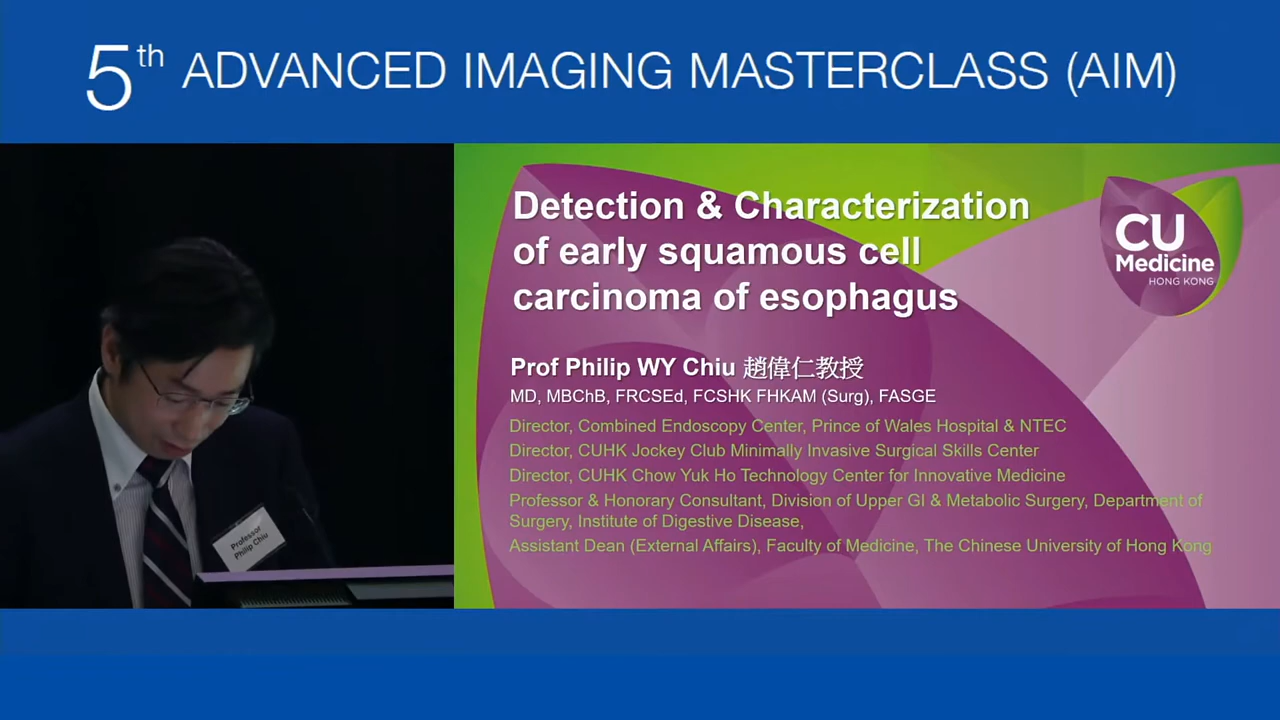 5th ADVANCED IMAGING MASTERCLASS (AIM)
Detection & Characterization
of early squamous cell
carcinoma of esophagus
CU
Medicine
HONG KONG
Prof Philip WY Chiu 趙偉仁教授
MD, MBChB, FRCSEd, FCSHK FHKAM (Surg), FASGE
Director, Combined Endoscopy Center, Prince of Wales Hospital & NTEC
Director, CUHK Jockey Club Minimally Invasive Surgical Skills Center
Director, CUHK Chow Yuk Ho Technology Center for Innovative Medicine
Professor & Honorary Consultant, Division of Upper GI & Metabolic Surgery, Department of
Surgery, Institute of Digestive Disease,
Assistant Dean (External Affairs), Faculty of Medicine, The Chinese University of Hong Kong
Professor
Philip Chiu